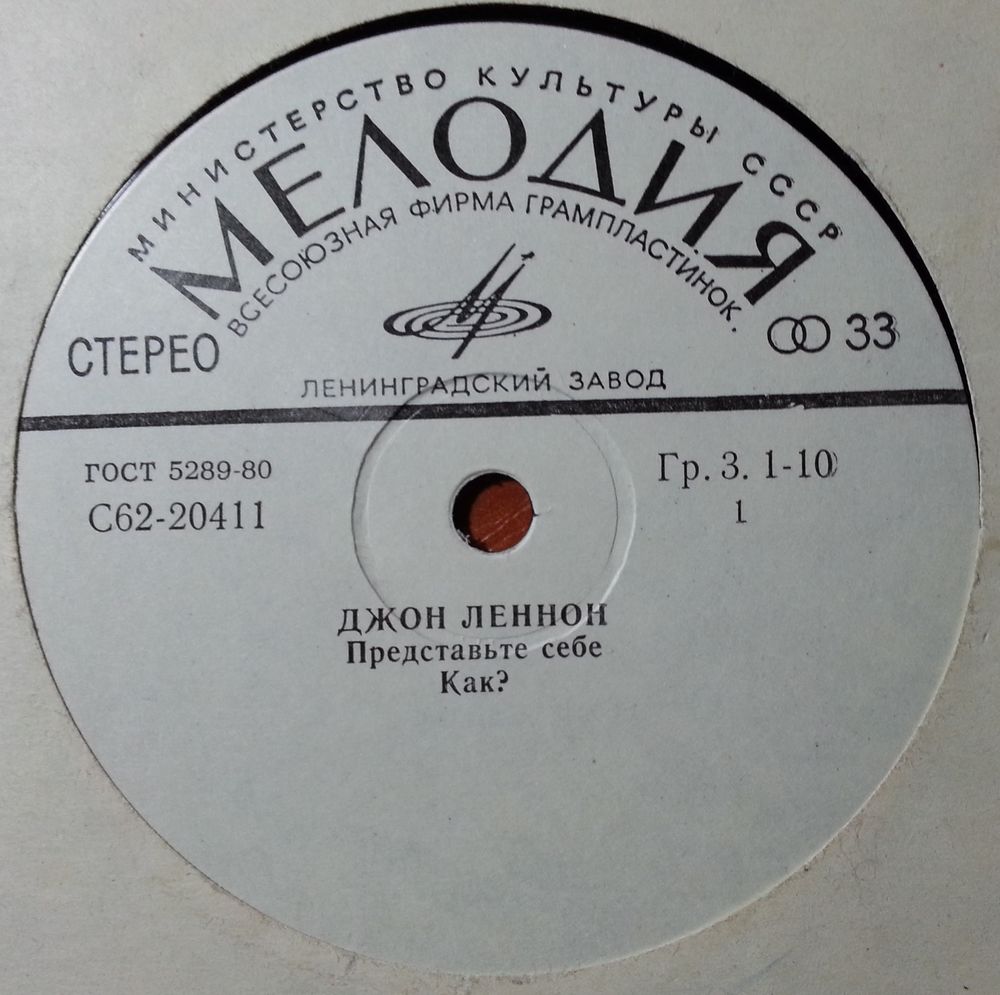 МИНИСТЕРСТВО КУЛЬТУРЫ СССР
МЕЛОДИЯ
ВСЕСОЮЗНАЯ ФИРМА ГРАМПЛАСТИНОК.
СТЕРЕО
33
ЛЕНИНГРАДСКИЙ ЗАВОД
ГОСТ 5289-80
Гр. 3. 1-10
С62-20411
1
ДЖОН ЛЕННОН
Представьте себе
Как?